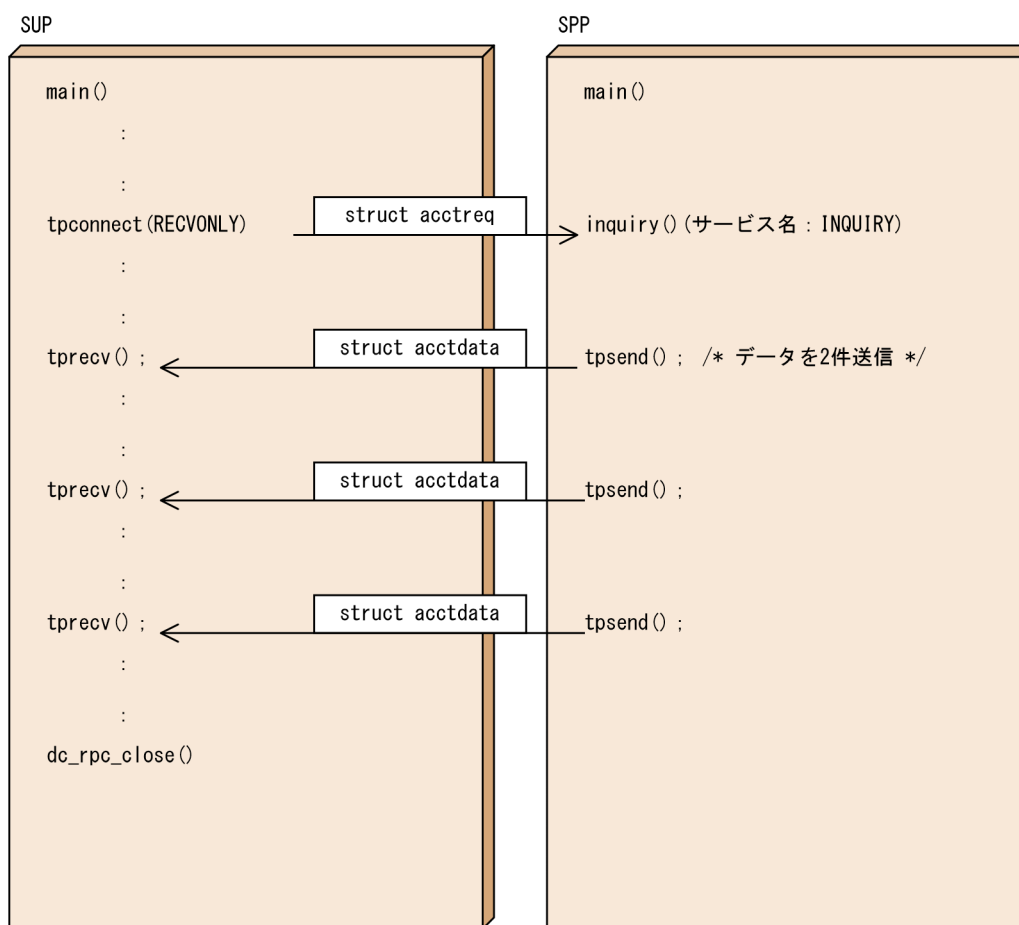 SUP
SPP
main()
main()
:
:
tpconnect(RECVONLY)
struct acctreq
inquiry()(サービス名：INQUIRY)
:
:
tprecv();
struct acctdata
tpsend(); /* データを2件送信 */
:
:
tprecv();
struct acctdata
tpsend();
:
:
tprecv();
struct acctdata
tpsend();
:
:
dc_rpc_close()